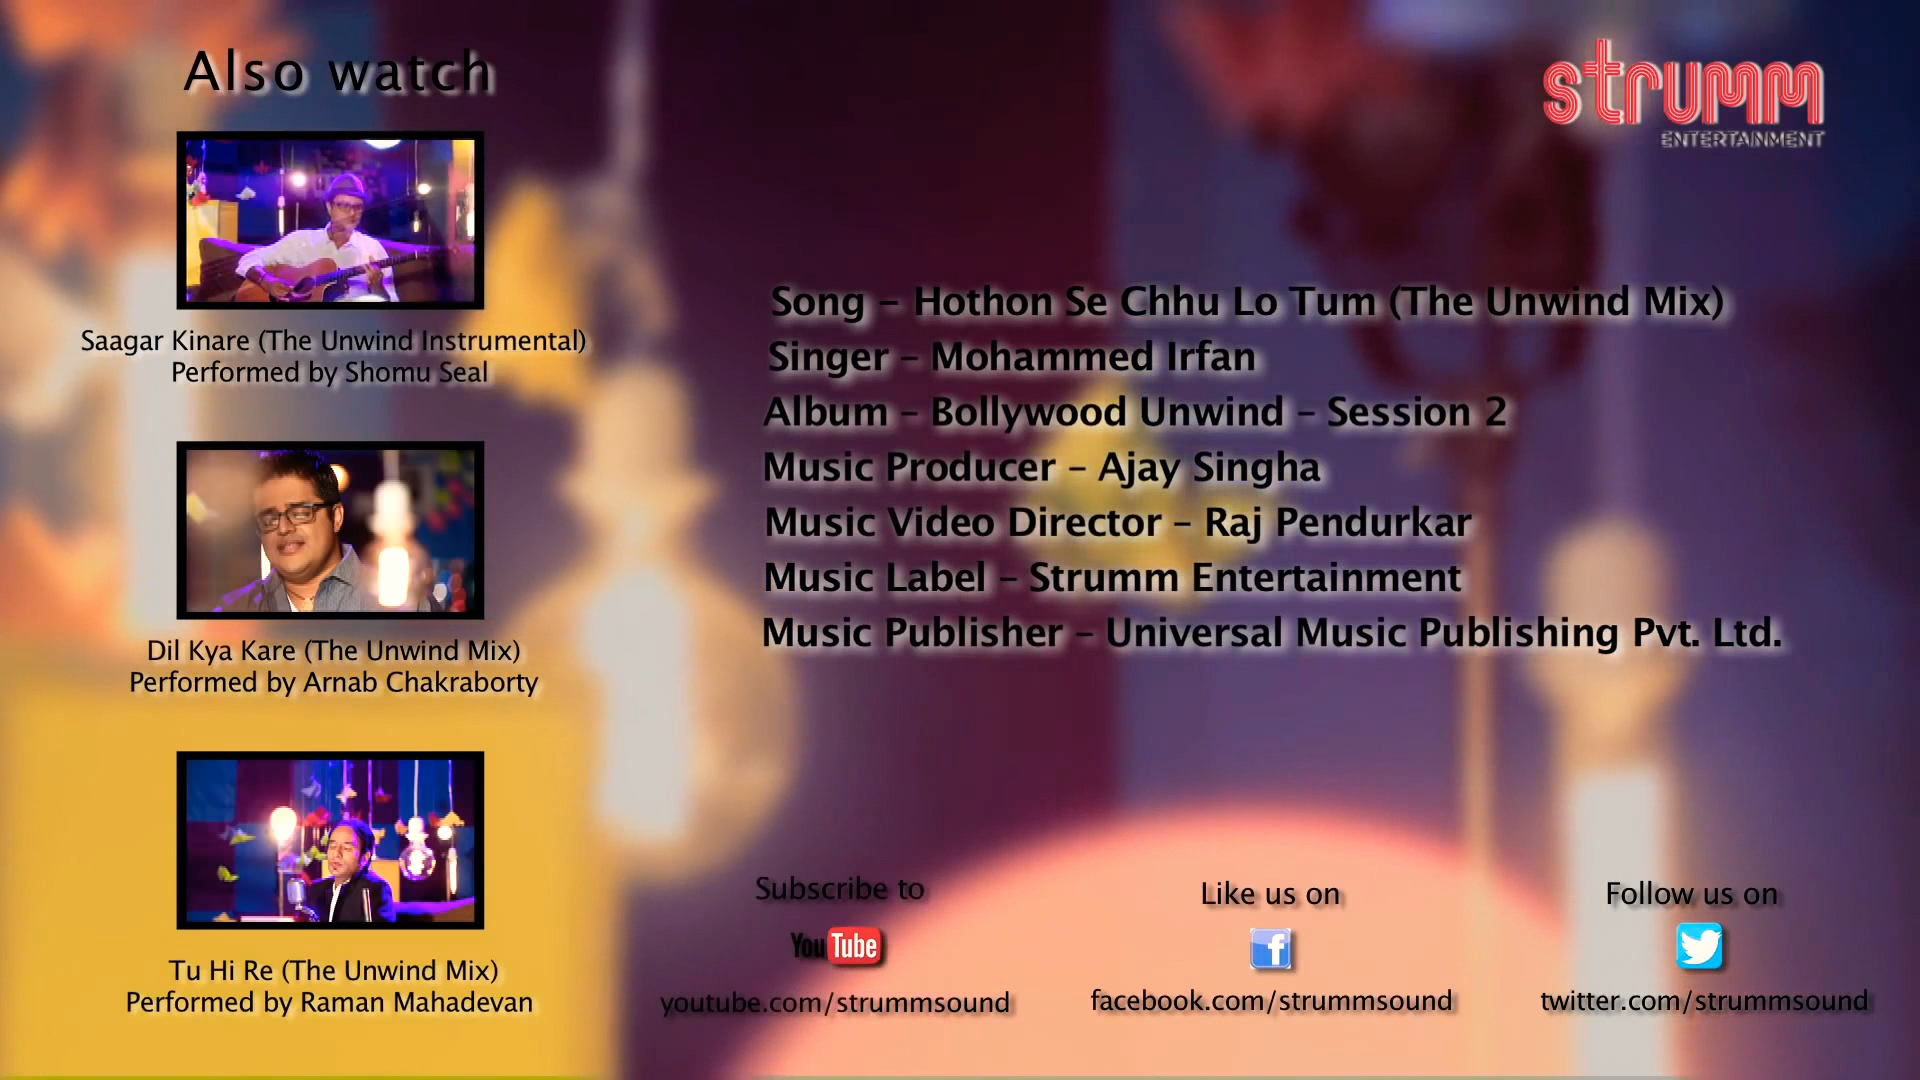 Also watch
Saagar Kinare (The Unwind Instrumental)
Performed by Shomu Seal
Dil Kya Kare (The Unwind Mix)
Performed by Arnab Chakraborty
Tu Hi Re (The Unwind Mix)
Performed by Raman Mahadevan
strumm
ENTERTAINMENT
Song – Hothon Se Chhu Lo Tum (The Unwind Mix)
Singer – Mohammed Irfan
Album – Bollywood Unwind – Session 2
Music Producer – Ajay Singha
Music Video Director – Raj Pendurkar
Music Label – Strumm Entertainment
Music Publisher – Universal Music Publishing Pvt. Ltd.
Subscribe to
YouTube
youtube.com/strummsound
Like us on
f
facebook.com/strummsound
Follow us on
twitter.com/strummsound